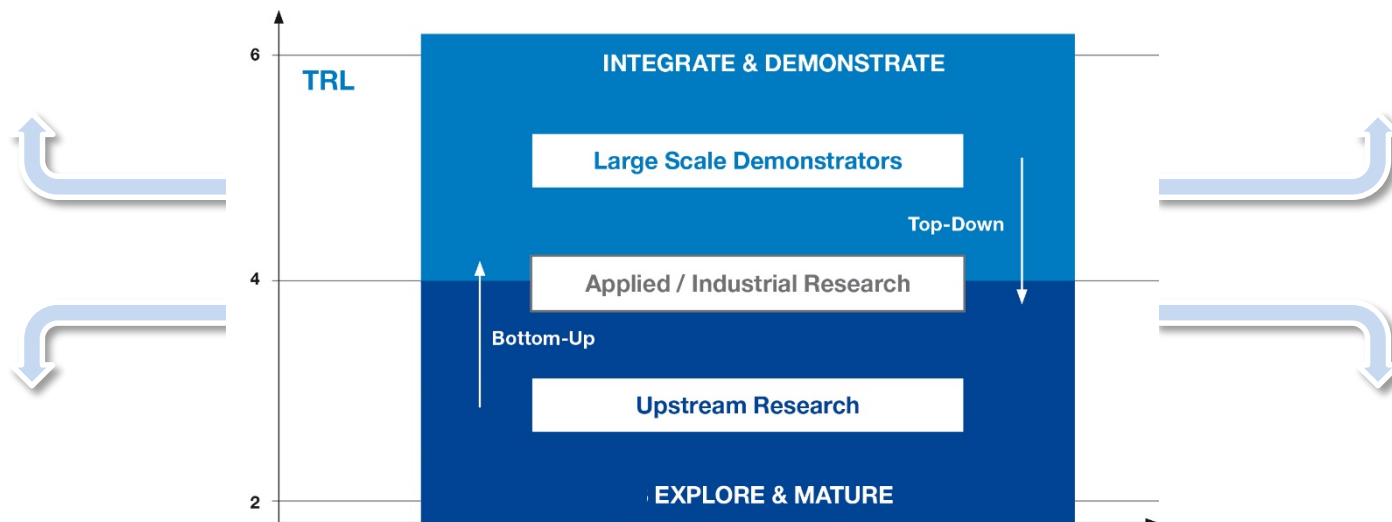 6
TRL
INTEGRATE & DEMONSTRATE
Large Scale Demonstrators
Top-Down
4
Applied / Industrial Research
Bottom-Up
Upstream Research
2
EXPLORE & MATURE